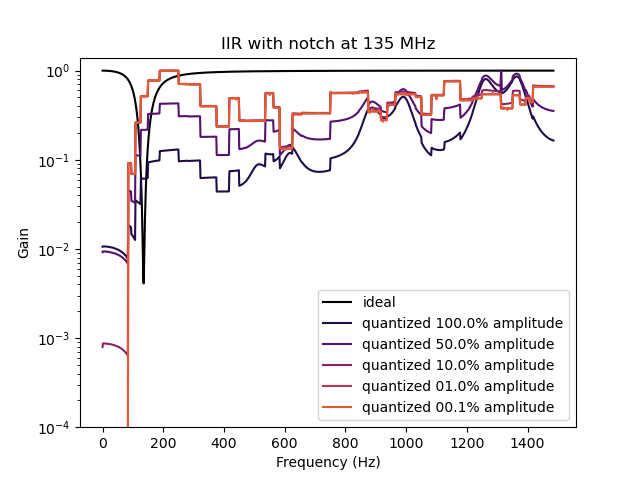 IIR with notch at 135 MHz
Gain
10⁰
10⁻¹
10⁻²
10⁻³
10⁻⁴
ideal
quantized 100.0% amplitude
quantized 50.0% amplitude
quantized 10.0% amplitude
quantized 01.0% amplitude
quantized 00.1% amplitude
0 200 400 600 800 1000 1200 1400
Frequency (Hz)